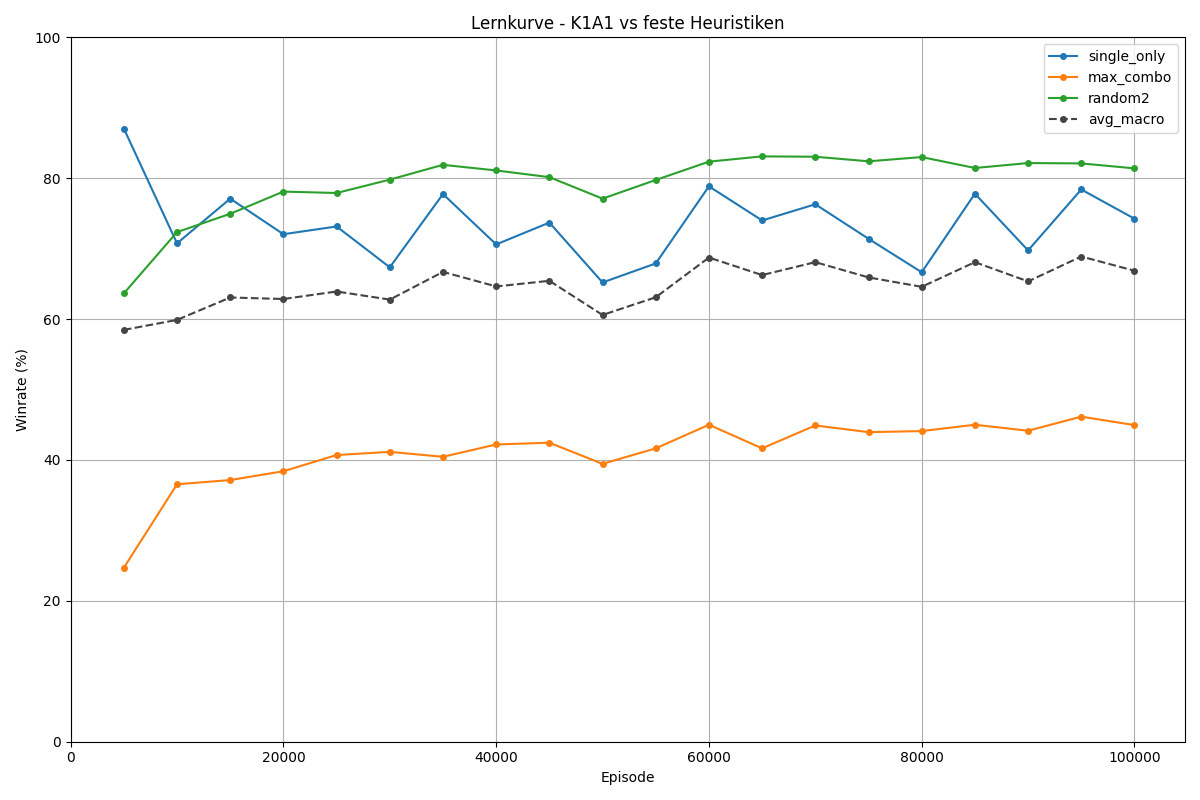 Lernkurve - K1A1 vs feste Heuristiken
single_only
max_combo
random2
avg_macro
Winrate (%)
100
80
60
40
20
0
0 20000 40000 60000 80000 100000
Episode